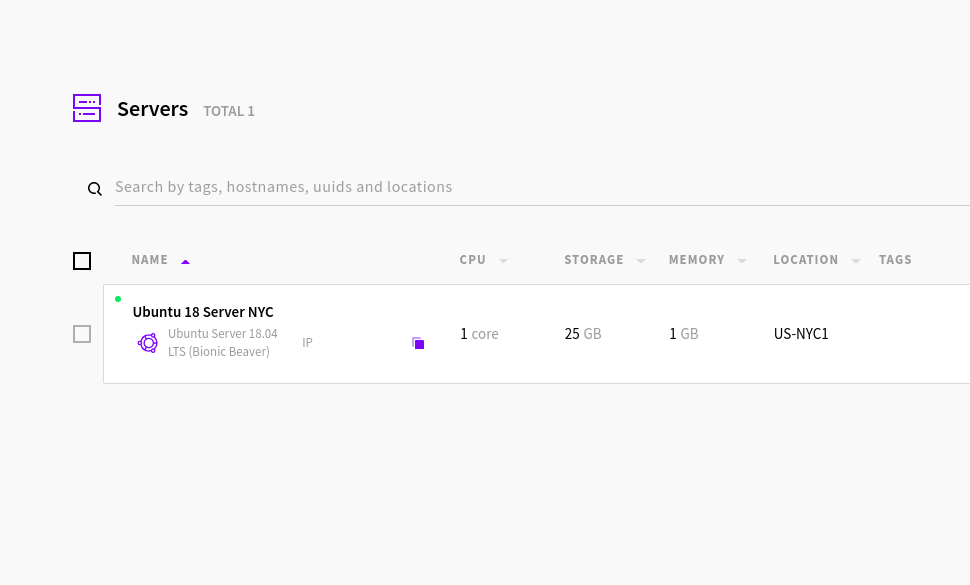 Servers TOTAL 1
Search by tags, hostnames, uuids and locations
NAME CPU STORAGE MEMORY LOCATION TAGS
Ubuntu 18 Server NYC
Ubuntu Server 18.04
LTS (Bionic Beaver)
IP
1 core 25 GB 1 GB US-NYC1